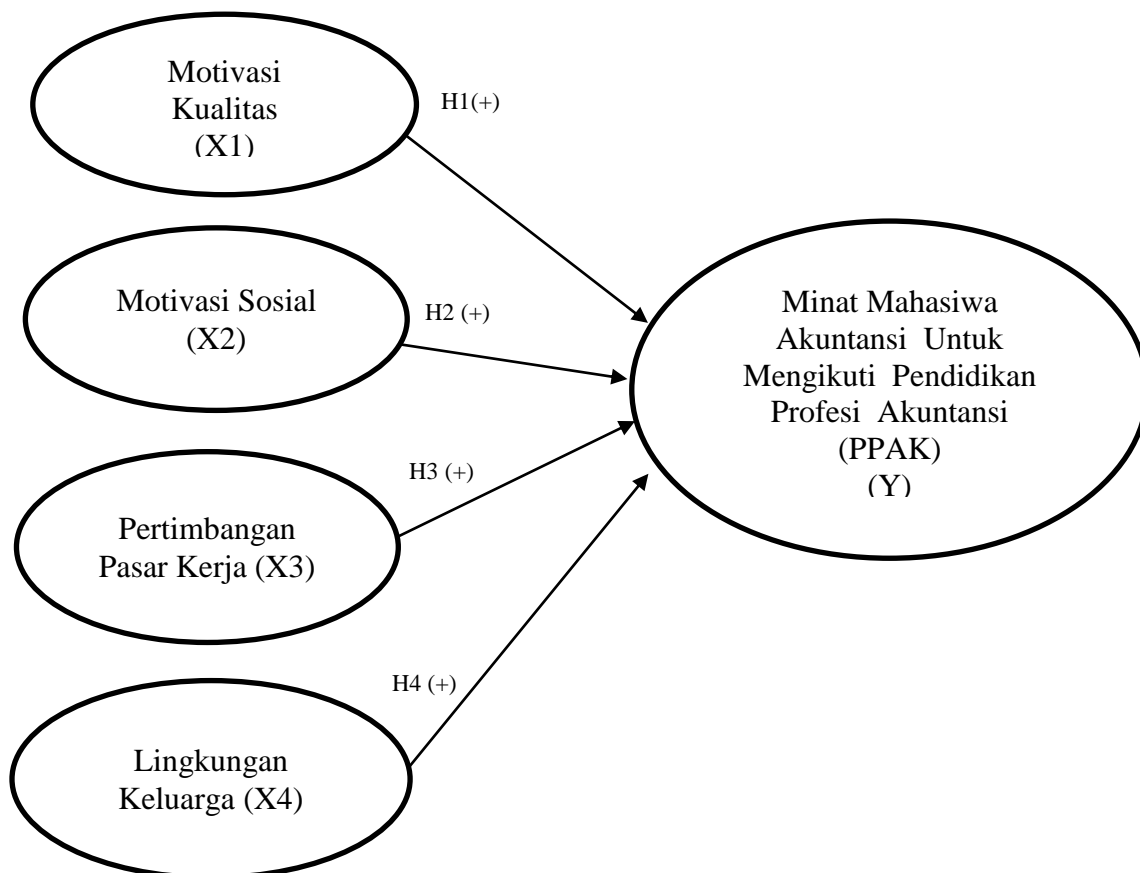 Motivasi
Kualitas
(X1)
H1(+)
Motivasi Sosial
(X2)
H2 (+)
Pertimbangan
Pasar Kerja (X3)
H3 (+)
Lingkungan
Keluarga (X4)
H4 (+)
Minat Mahasiwa
Akuntansi Untuk
Mengikuti Pendidikan
Profesi Akuntansi
(PPAK)
(Y)